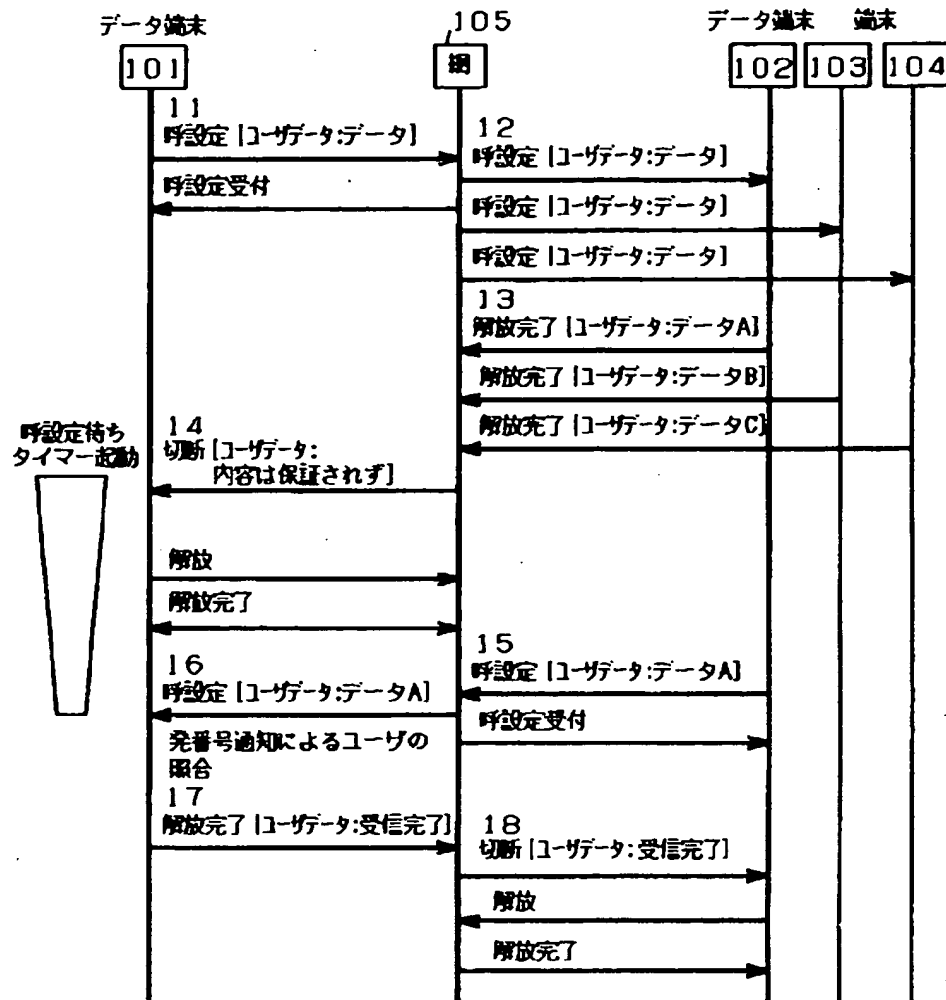 データ端末
105
データ端末
端末
101
網
102
103
104
11
呼設定［ユーザデータ:データ］
12
呼設定［ユーザデータ:データ］
呼設定受付
呼設定［ユーザデータ:データ］
呼設定［ユーザデータ:データ］
13
解放完了［ユーザデータ:データA］
解放完了［ユーザデータ:データB］
解放完了［ユーザデータ:データC］
呼設定待ち
タイマー起動
14
切断［ユーザデータ:
内容は保証されず］
解放
解放完了
15
呼設定［ユーザデータ:データA］
16
呼設定［ユーザデータ:データA］
呼設定受付
発番号通知によるユーザの
照合
17
解放完了［ユーザデータ:受信完了］
18
切断［ユーザデータ:受信完了］
解放
解放完了